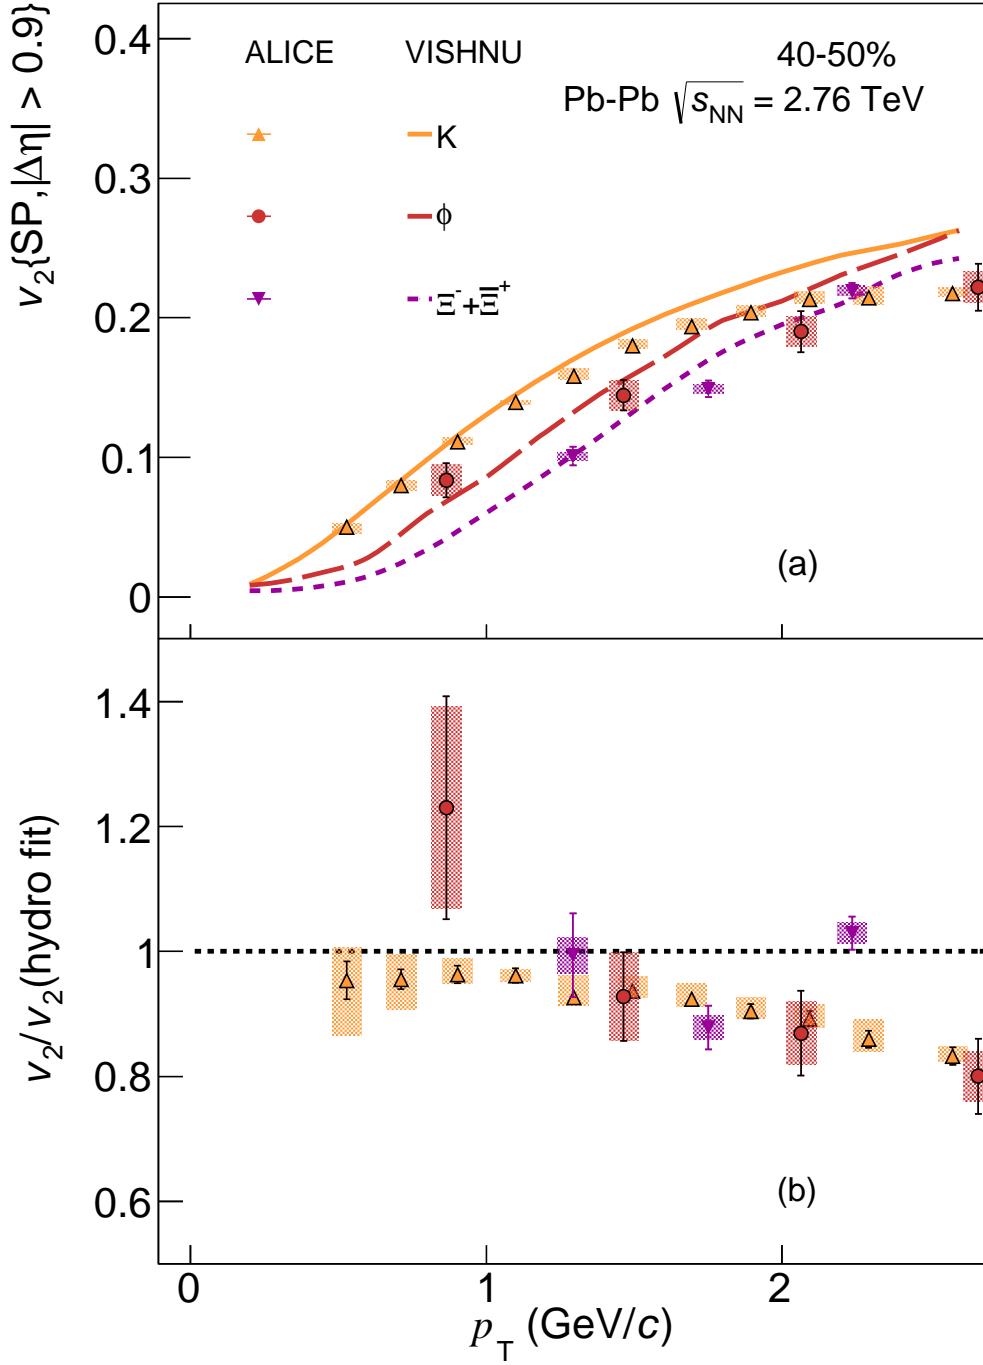 v₂{SP,|Δη| > 0.9}
0.4
0.3
0.2
0.1
0
ALICE VISHNU
40-50%
Pb-Pb √sNN = 2.76 TeV
K
ϕ
Ξ⁻+Ξ̅⁺
(a)
v₂/v₂(hydro fit)
1.4
1.2
1
0.8
0.6
(b)
0 1 2
pT (GeV/c)